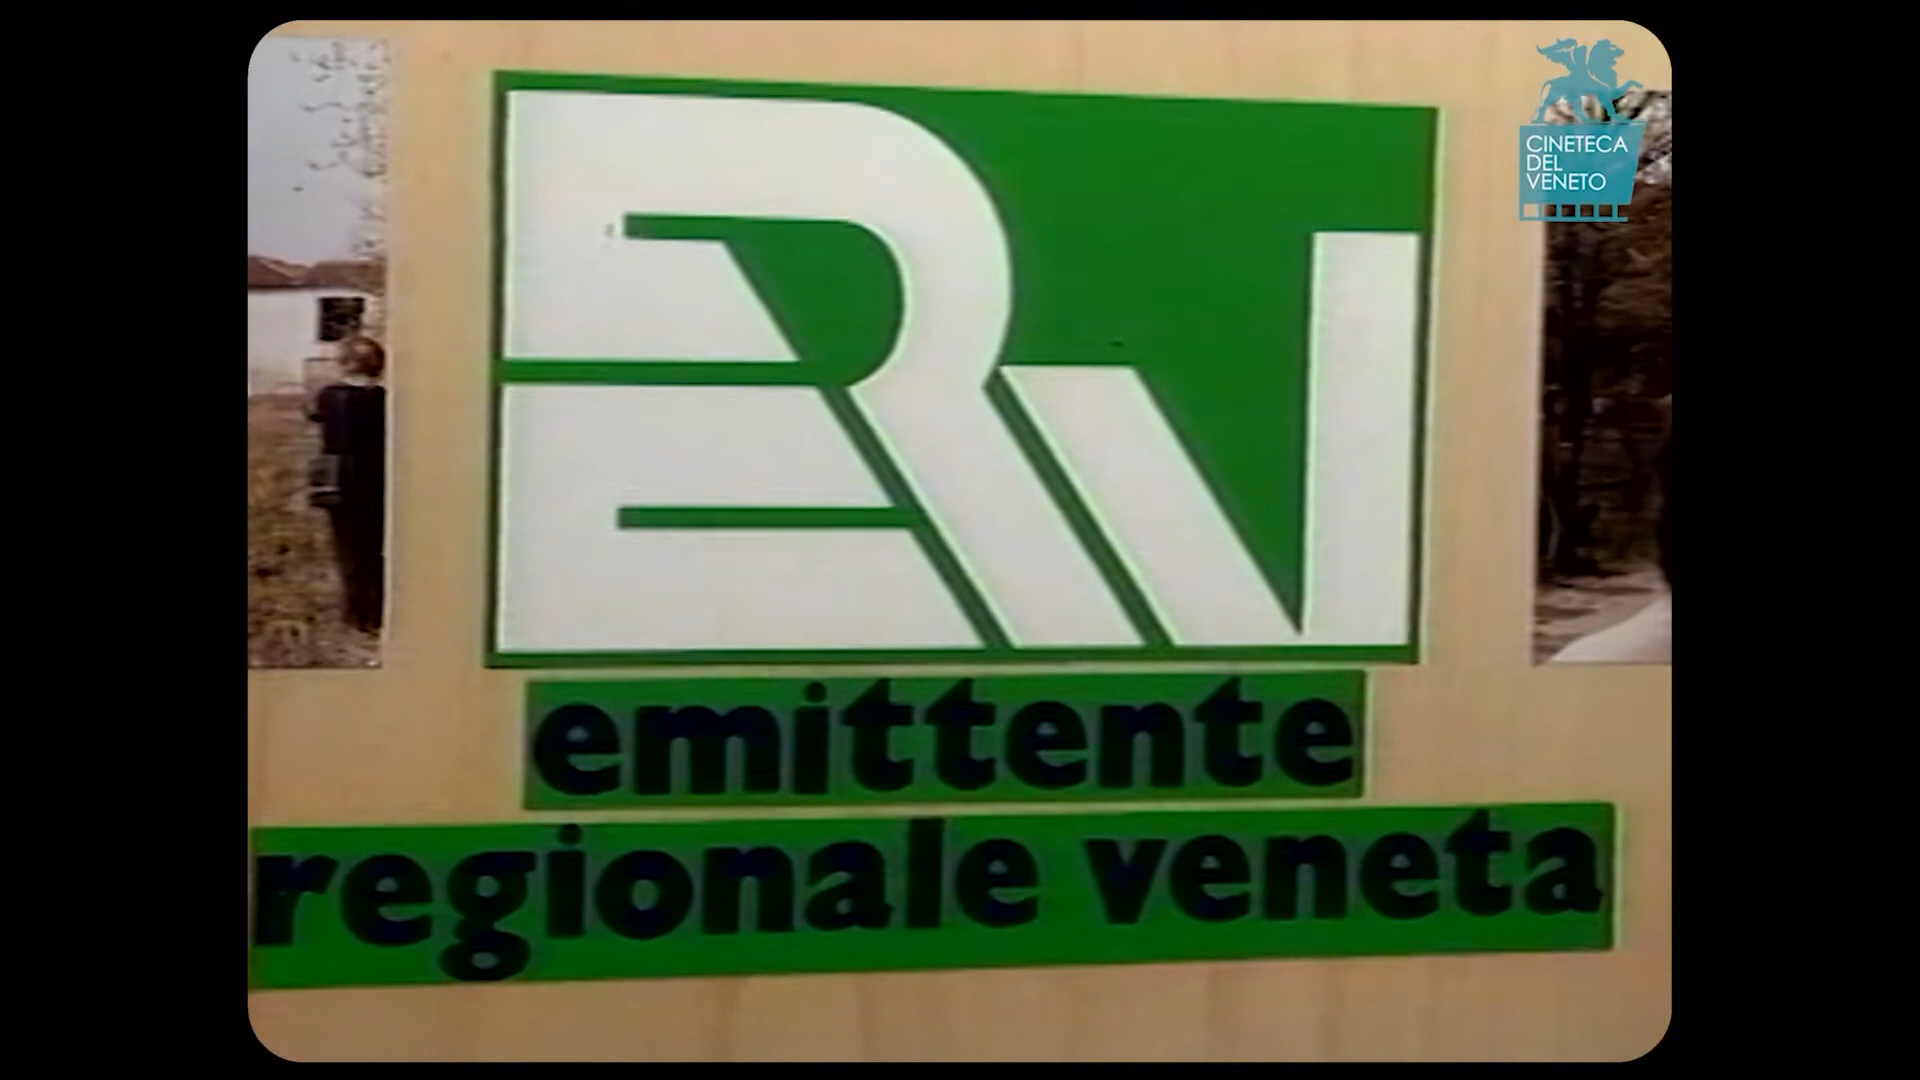 CINETECA
DEL
VENETO
ERV
emittente
regionale veneta